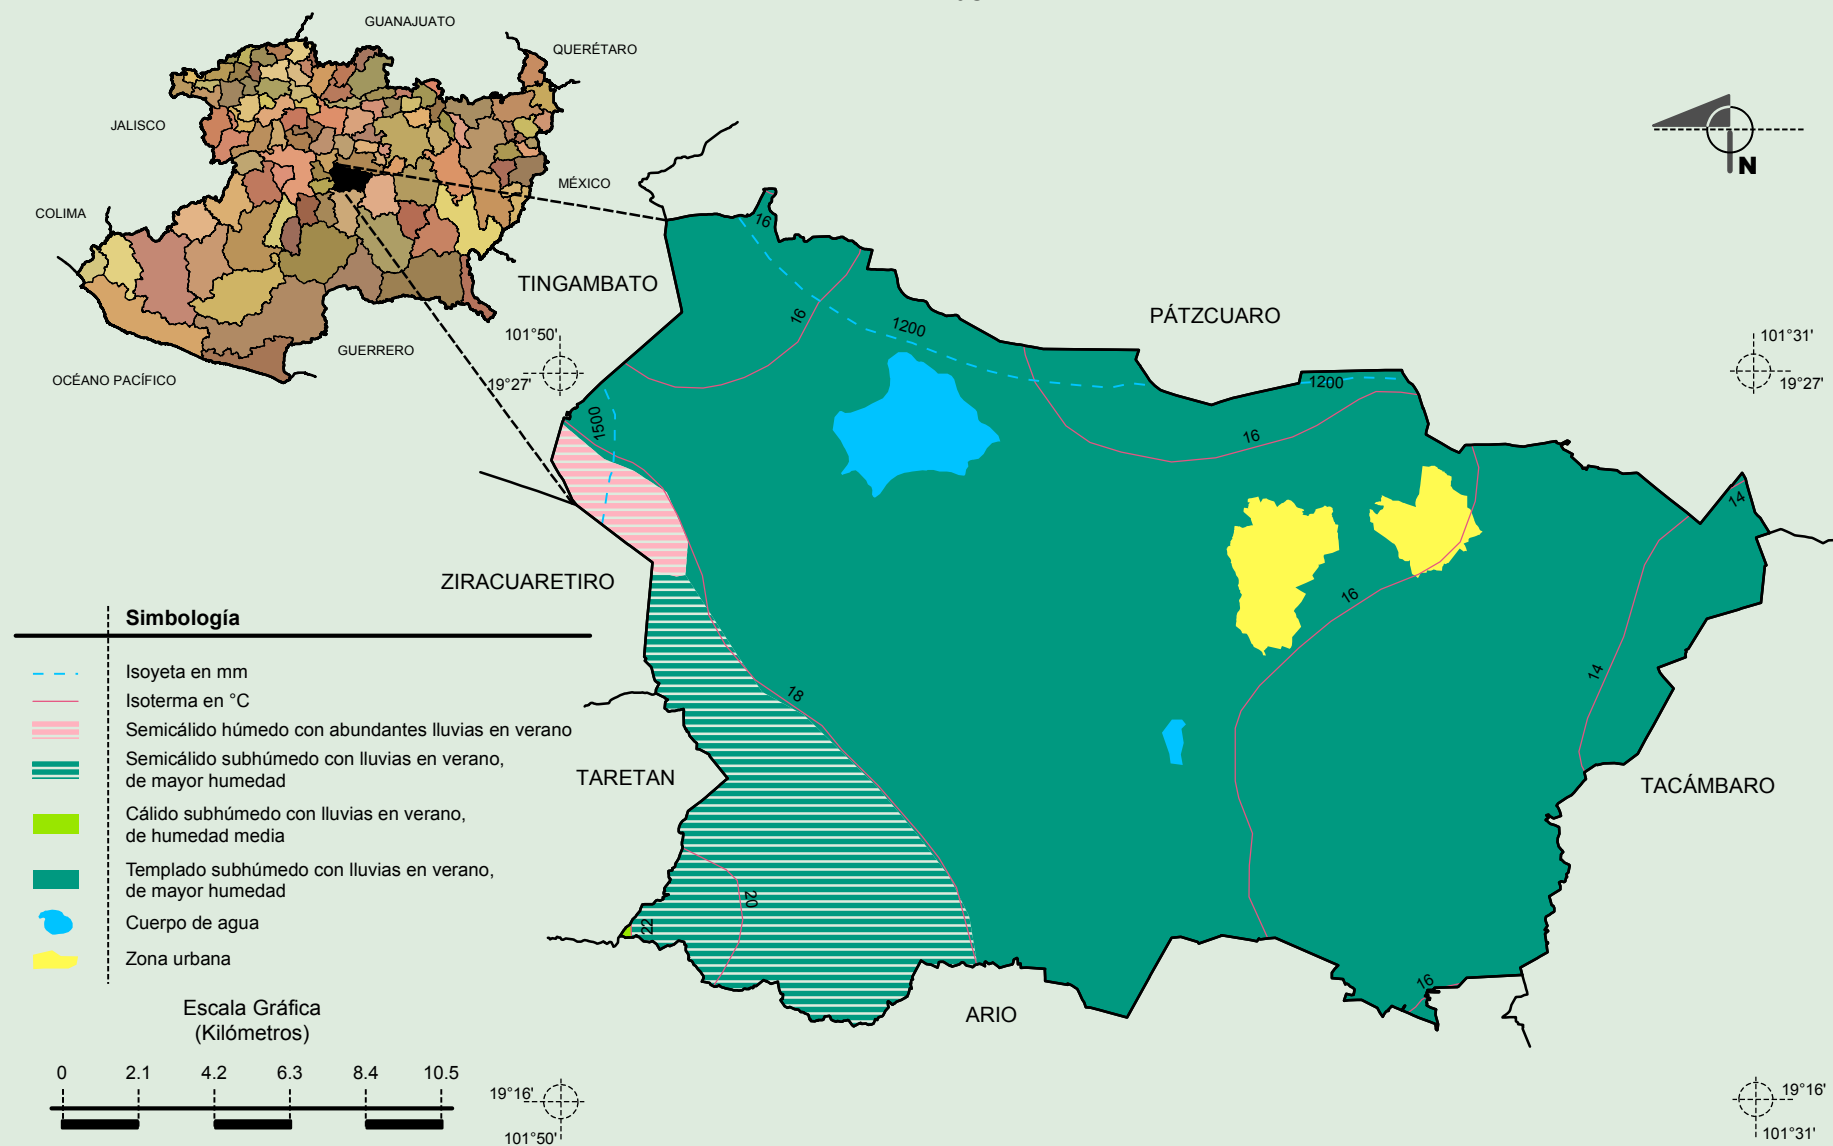 GUANAJUATO
QUERÉTARO
JALISCO
MÉXICO
COLIMA
GUERRERO
OCÉANO PACÍFICO
N
TINGAMBATO
PÁTZCUARO
101°50'
19°27'
101°31'
19°27'
16
16
1200
1200
1500
16
14
ZIRACUARETIRO
16
14
18
TARETAN
TACÁMBARO
20
22
16
ARIO
Simbología
Isoyeta en mm
Isoterma en °C
Semicálido húmedo con abundantes lluvias en verano
Semicálido subhúmedo con lluvias en verano,
de mayor humedad
Cálido subhúmedo con lluvias en verano,
de humedad media
Templado subhúmedo con lluvias en verano,
de mayor humedad
Cuerpo de agua
Zona urbana
Escala Gráfica
(Kilómetros)
0 2.1 4.2 6.3 8.4 10.5
19°16'
101°50'
19°16'
101°31'